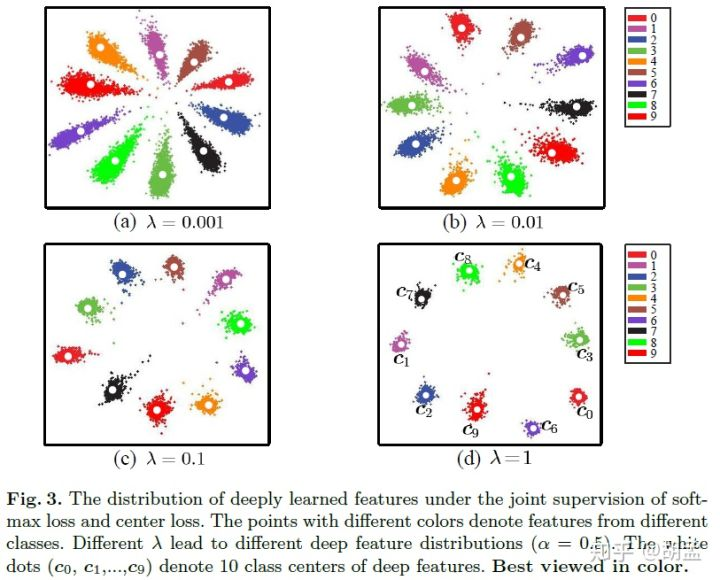 0
1
2
3
4
5
6
7
8
9
(a) λ = 0.001
(b) λ = 0.01
0
1
2
3
4
5
6
7
8
9
c8
c4
c7
c5
c1
c3
c2
c9
c6
c0
(c) λ = 0.1
(d) λ=1
Fig. 3. The distribution of deeply learned features under the joint supervision of soft-
max loss and center loss. The points with different colors denote features from different
classes. Different λ lead to different deep feature distributions (α = 0.5). The white
dots (c0, c1,...,c9) denote 10 class centers of deep features. Best viewed in color.
知乎 @胡孟